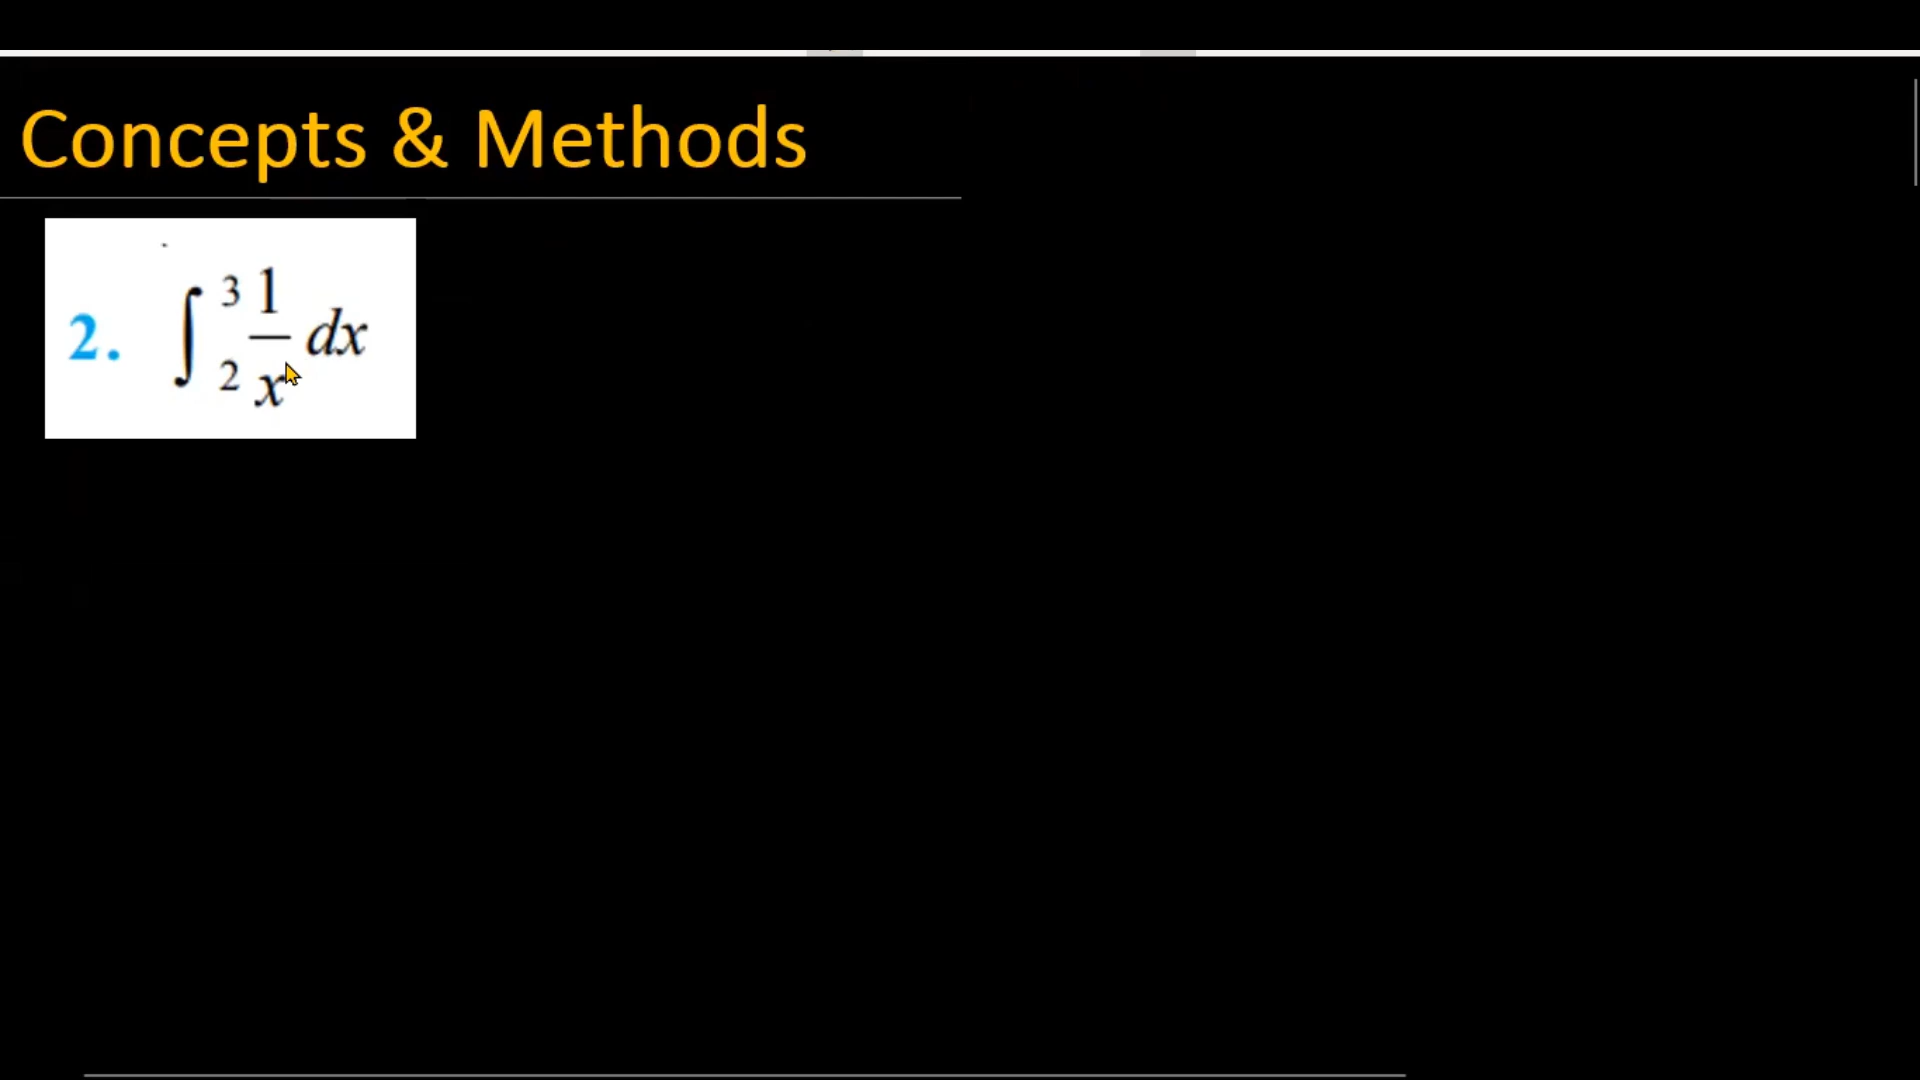 Concepts & Methods
2. ∫₂³ 1/x dx